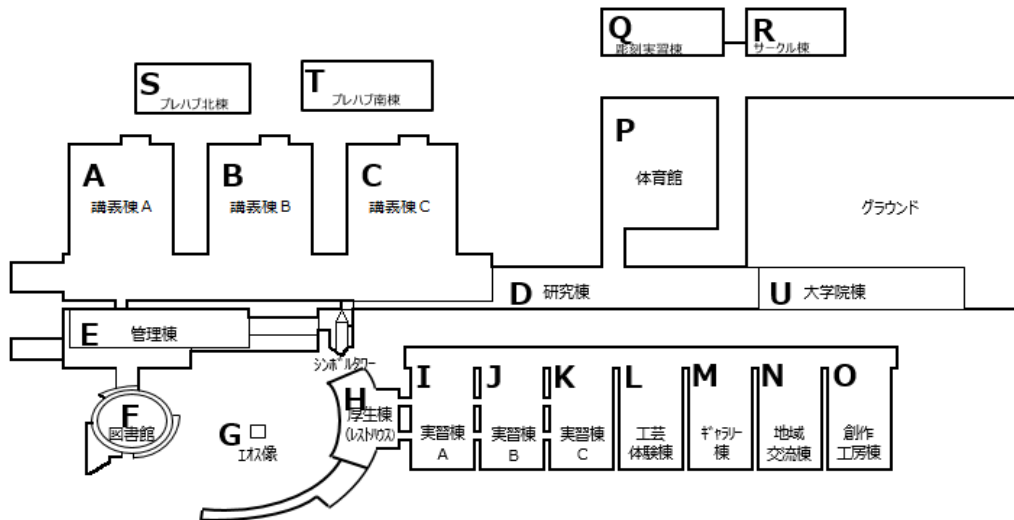 Q
彫刻実習棟
R
サークル棟
S
プレハブ北棟
T
プレハブ南棟
A
講義棟A
B
講義棟B
C
講義棟C
P
体育館
グラウンド
D 研究棟
U 大学院棟
E 管理棟
シンボルタワー
F
図書館
G
エオス像
H
厚生棟
(レストハウス)
I
実習棟
A
J
実習棟
B
K
実習棟
C
L
工芸
体験棟
M
ギャラリー
棟
N
地域
交流棟
O
創作
工房棟